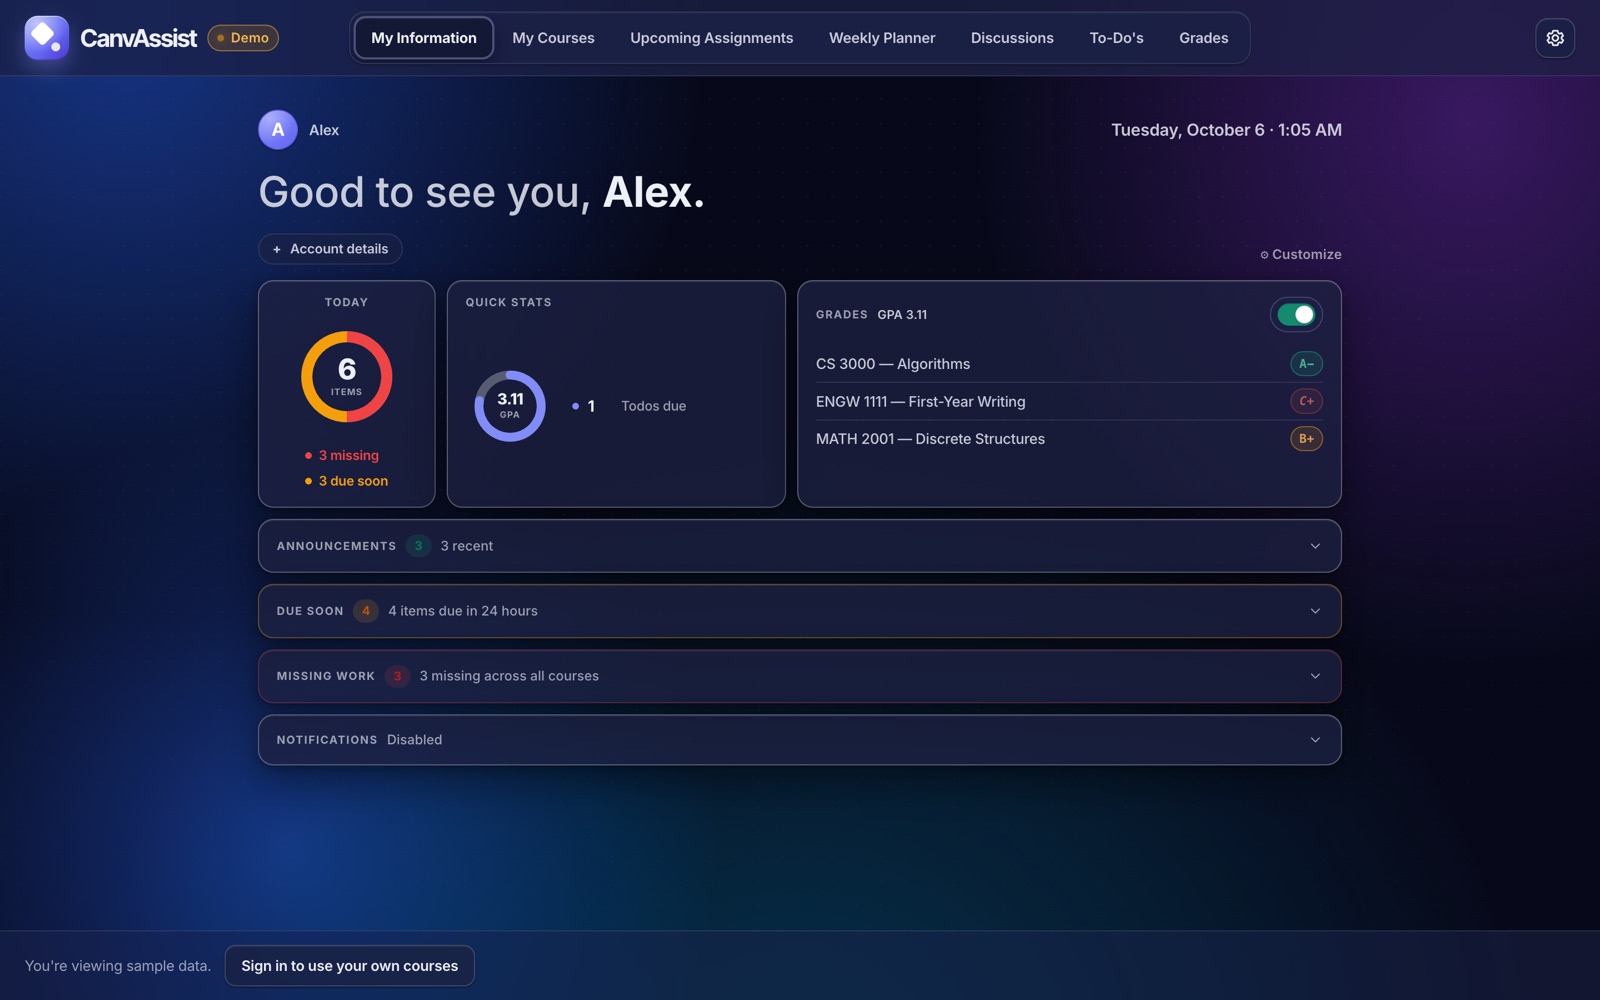 CanvAssist
Demo
My Information
My Courses
Upcoming Assignments
Weekly Planner
Discussions
To-Do's
Grades
A
Alex
Tuesday, October 6 · 1:05 AM
Good to see you, Alex.
+ Account details
Customize
TODAY
6
ITEMS
3 missing
3 due soon
QUICK STATS
3.11
GPA
1 Todos due
GRADES GPA 3.11
CS 3000 — Algorithms A−
ENGW 1111 — First-Year Writing C+
MATH 2001 — Discrete Structures B+
ANNOUNCEMENTS 3 3 recent
DUE SOON 4 4 items due in 24 hours
MISSING WORK 3 3 missing across all courses
NOTIFICATIONS Disabled
You're viewing sample data.
Sign in to use your own courses